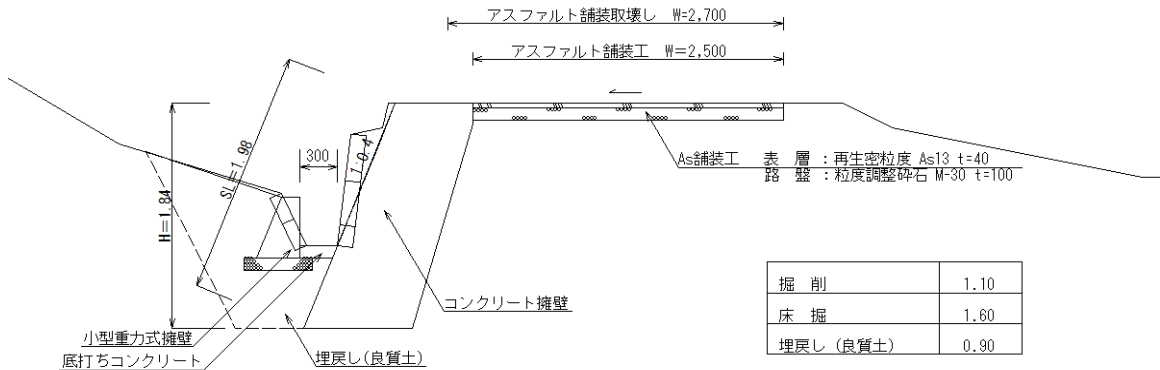 アスファルト舗装取壊し W=2,700
アスファルト舗装工 W=2,500
300
1:0.4
SL=1.98
H=1.84
As舗装工 表 層 :再生密粒度 As13 t=40
路 盤 :粒度調整砕石 M-30 t=100
コンクリート擁壁
小型重力式擁壁
底打ちコンクリート
埋戻し(良質土)
掘 削 1.10
床 掘 1.60
埋戻し (良質土) 0.90